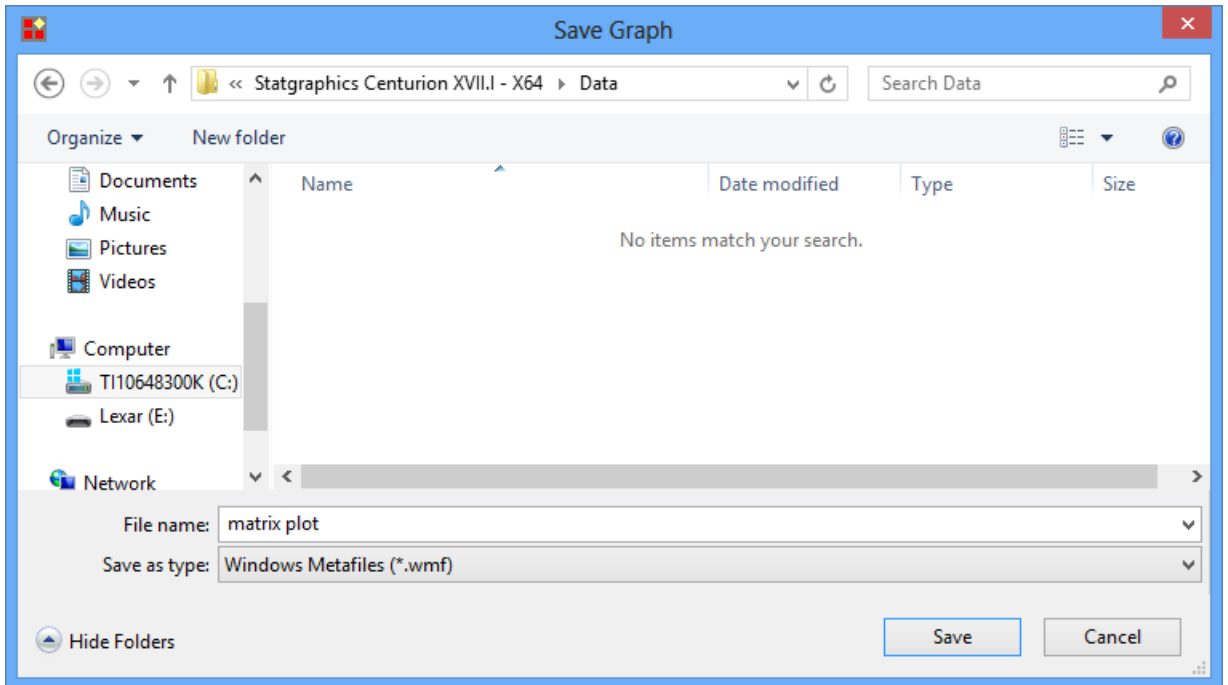 Save Graph
« Statgraphics Centurion XVII.I - X64 Data
Search Data
Organize
New folder
Documents
Music
Pictures
Videos
Computer
TI10648300K (C:)
Lexar (E:)
Network
Name Date modified Type Size
No items match your search.
File name: matrix plot
Save as type: Windows Metafiles (*.wmf)
Hide Folders
Save
Cancel